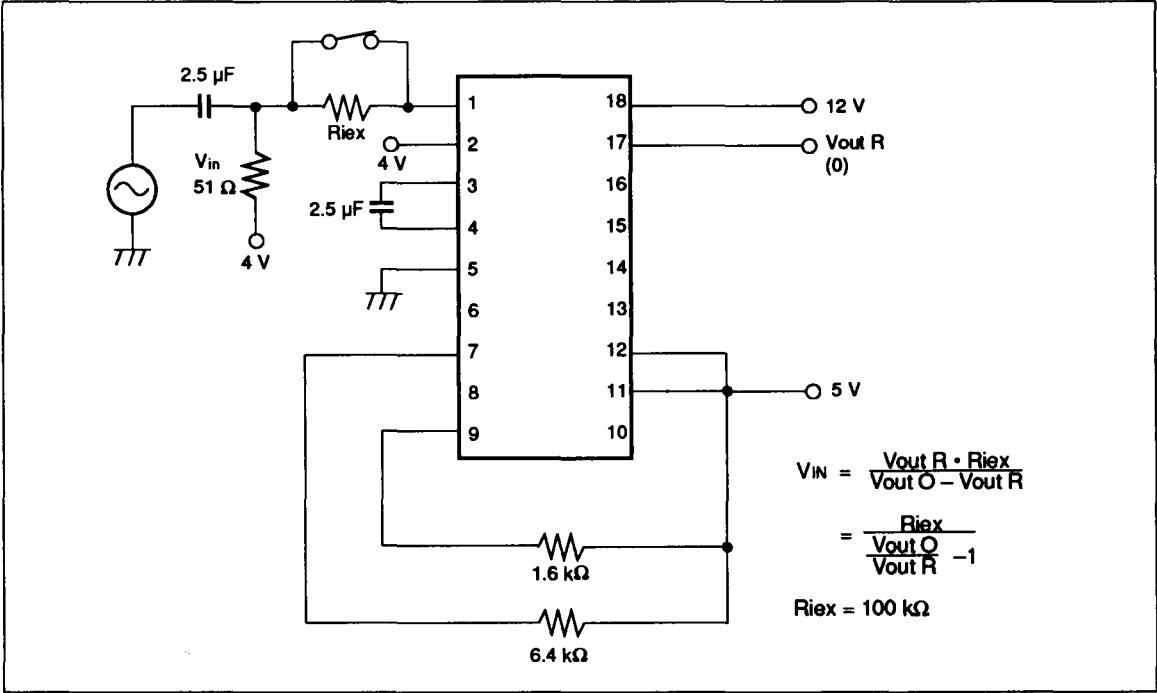 2.5 µF
Riex
Vin
51 Ω
4 V
4 V
2.5 µF
1
2
3
4
5
6
7
8
9
18
17
16
15
14
13
12
11
10
12 V
Vout R
(0)
5 V
1.6 kΩ
6.4 kΩ
VIN = Vout R • Riex / Vout O – Vout R
= Riex / Vout O / Vout R –1
Riex = 100 kΩ